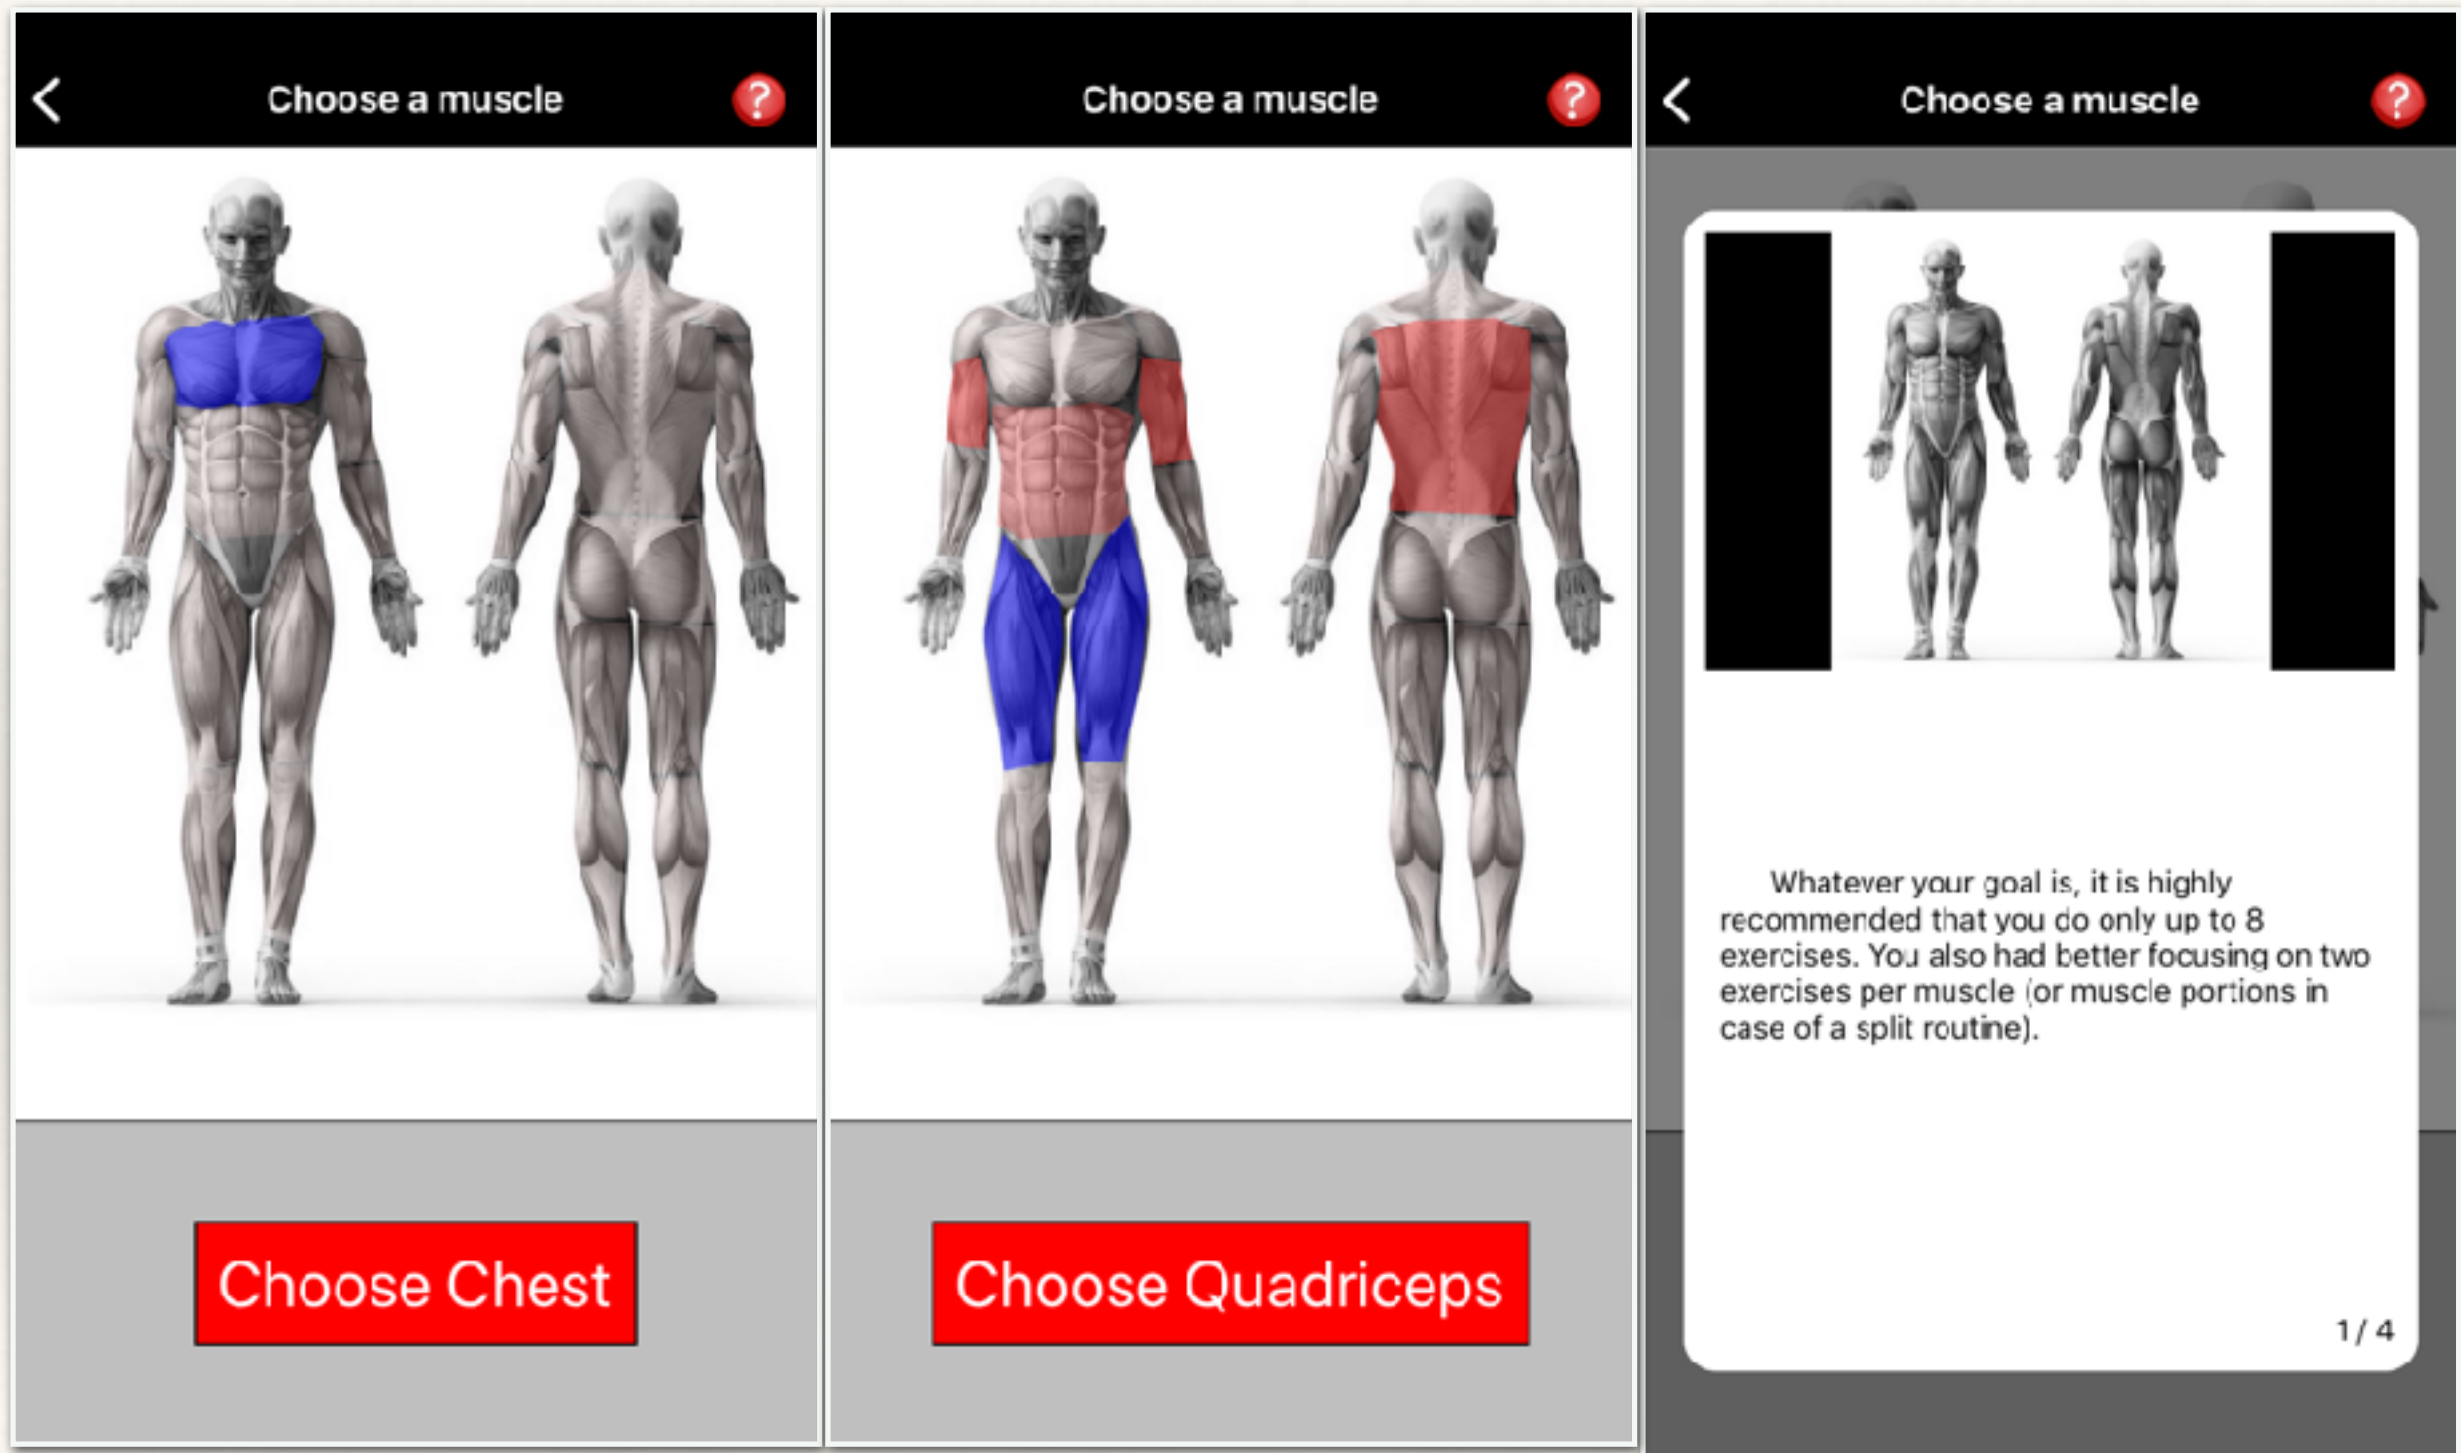 Choose a muscle
?
Choose Chest
Choose a muscle
?
Choose Quadriceps
Choose a muscle
?
Whatever your goal is, it is highly
recommended that you do only up to 8
exercises. You also had better focusing on two
exercises per muscle (or muscle portions in
case of a split routine).
1 / 4